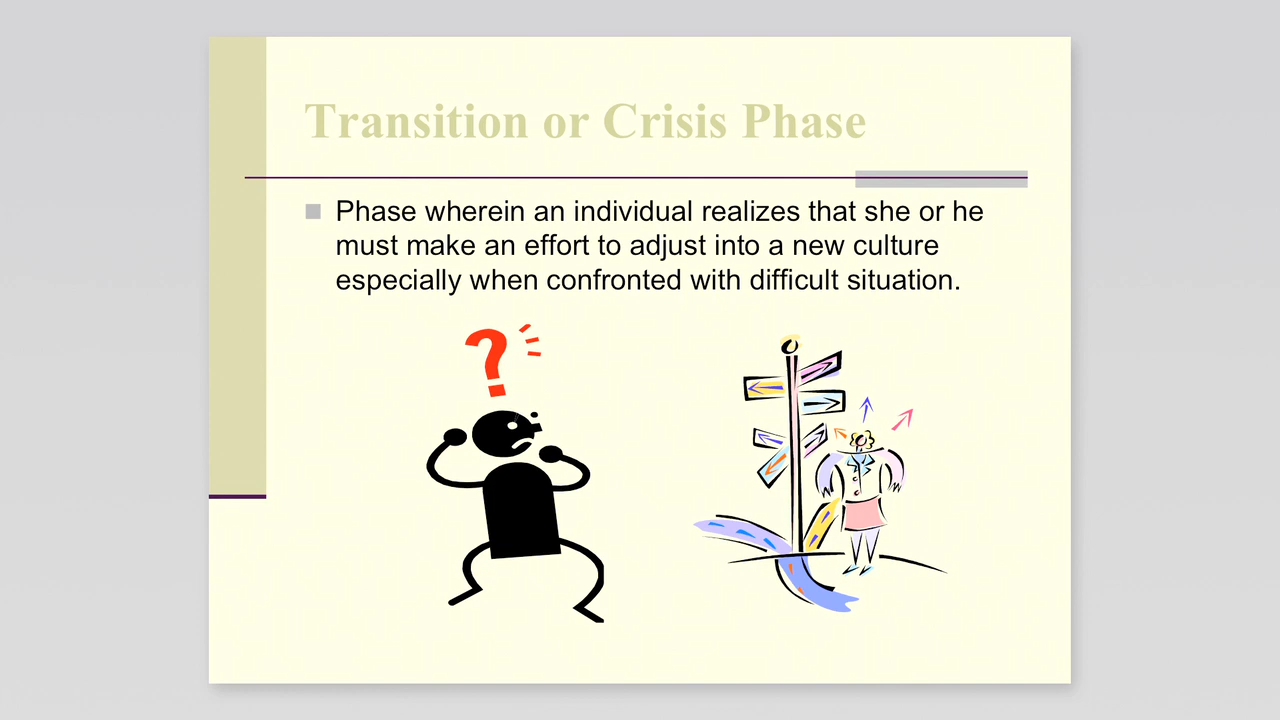 Transition or Crisis Phase
Phase wherein an individual realizes that she or he
must make an effort to adjust into a new culture
especially when confronted with difficult situation.
?